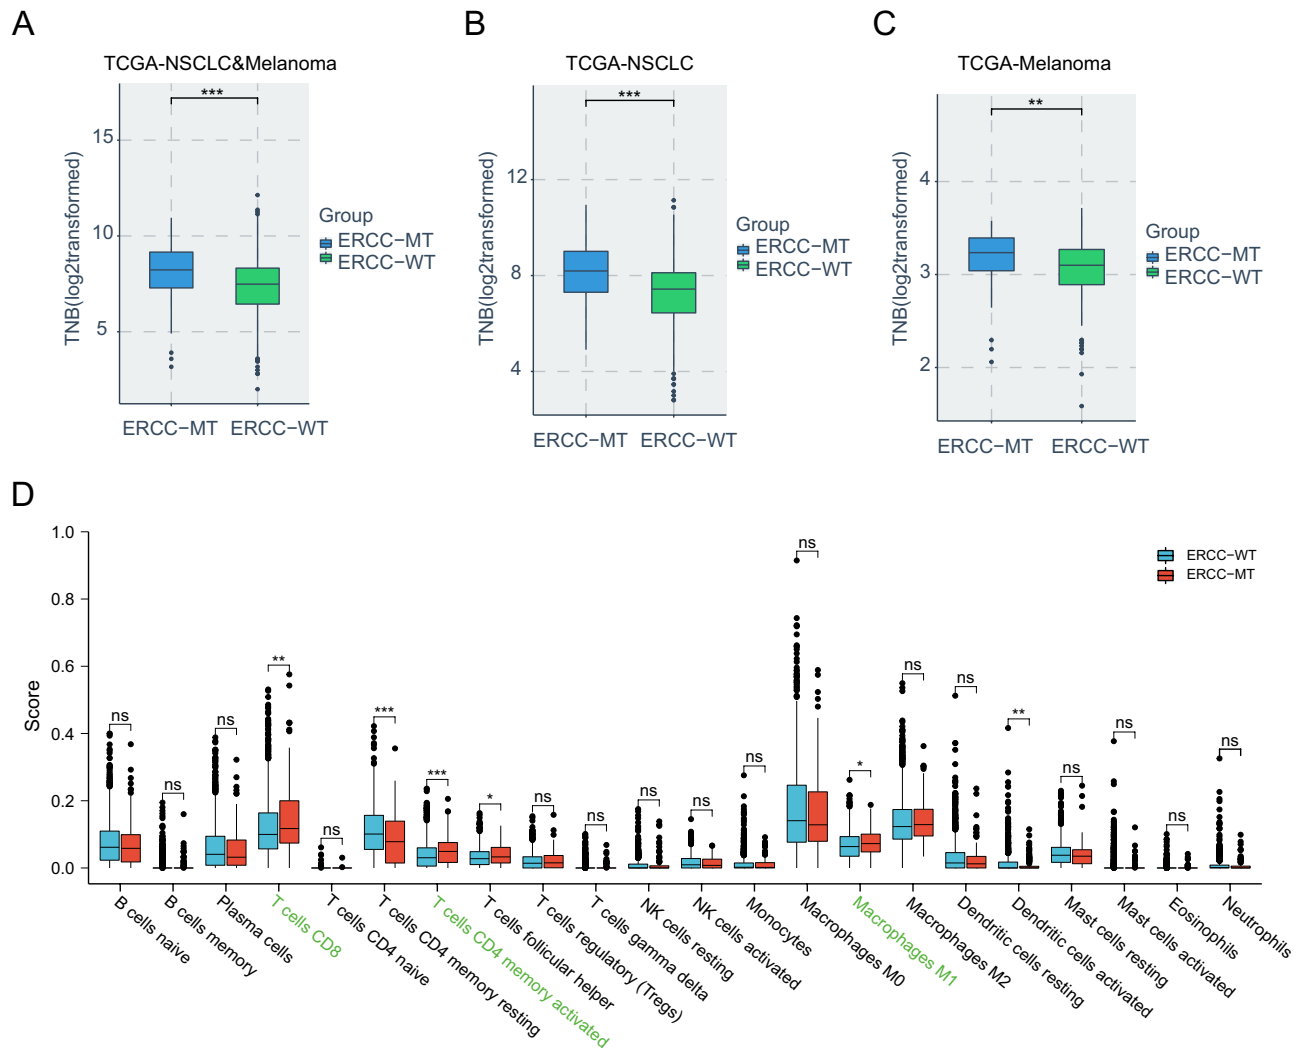 A
TCGA-NSCLC&Melanoma
***
TNB(log2transformed)
15
10
5
ERCC−MT
ERCC−WT
Group
ERCC−MT
ERCC−WT
B
TCGA-NSCLC
***
TNB(log2transformed)
12
8
4
ERCC−MT
ERCC−WT
Group
ERCC−MT
ERCC−WT
C
TCGA-Melanoma
**
TNB(log2transformed)
4
3
2
ERCC−MT
ERCC−WT
Group
ERCC−MT
ERCC−WT
D
Score
1.0
0.8
0.6
0.4
0.2
0.0
ns
ns
ns
**
ns
***
***
*
ns
ns
ns
ns
ns
ns
*
ns
ns
**
ns
ns
ns
ns
ERCC-WT
ERCC-MT
B cells naive
B cells memory
Plasma cells
T cells CD8
T cells CD4 naive
T cells CD4 memory resting
T cells CD4 memory activated
T cells follicular helper
T cells regulatory (Tregs)
T cells gamma delta
NK cells resting
NK cells activated
Monocytes
Macrophages M0
Macrophages M1
Macrophages M2
Dendritic cells resting
Dendritic cells activated
Mast cells resting
Mast cells activated
Eosinophils
Neutrophils